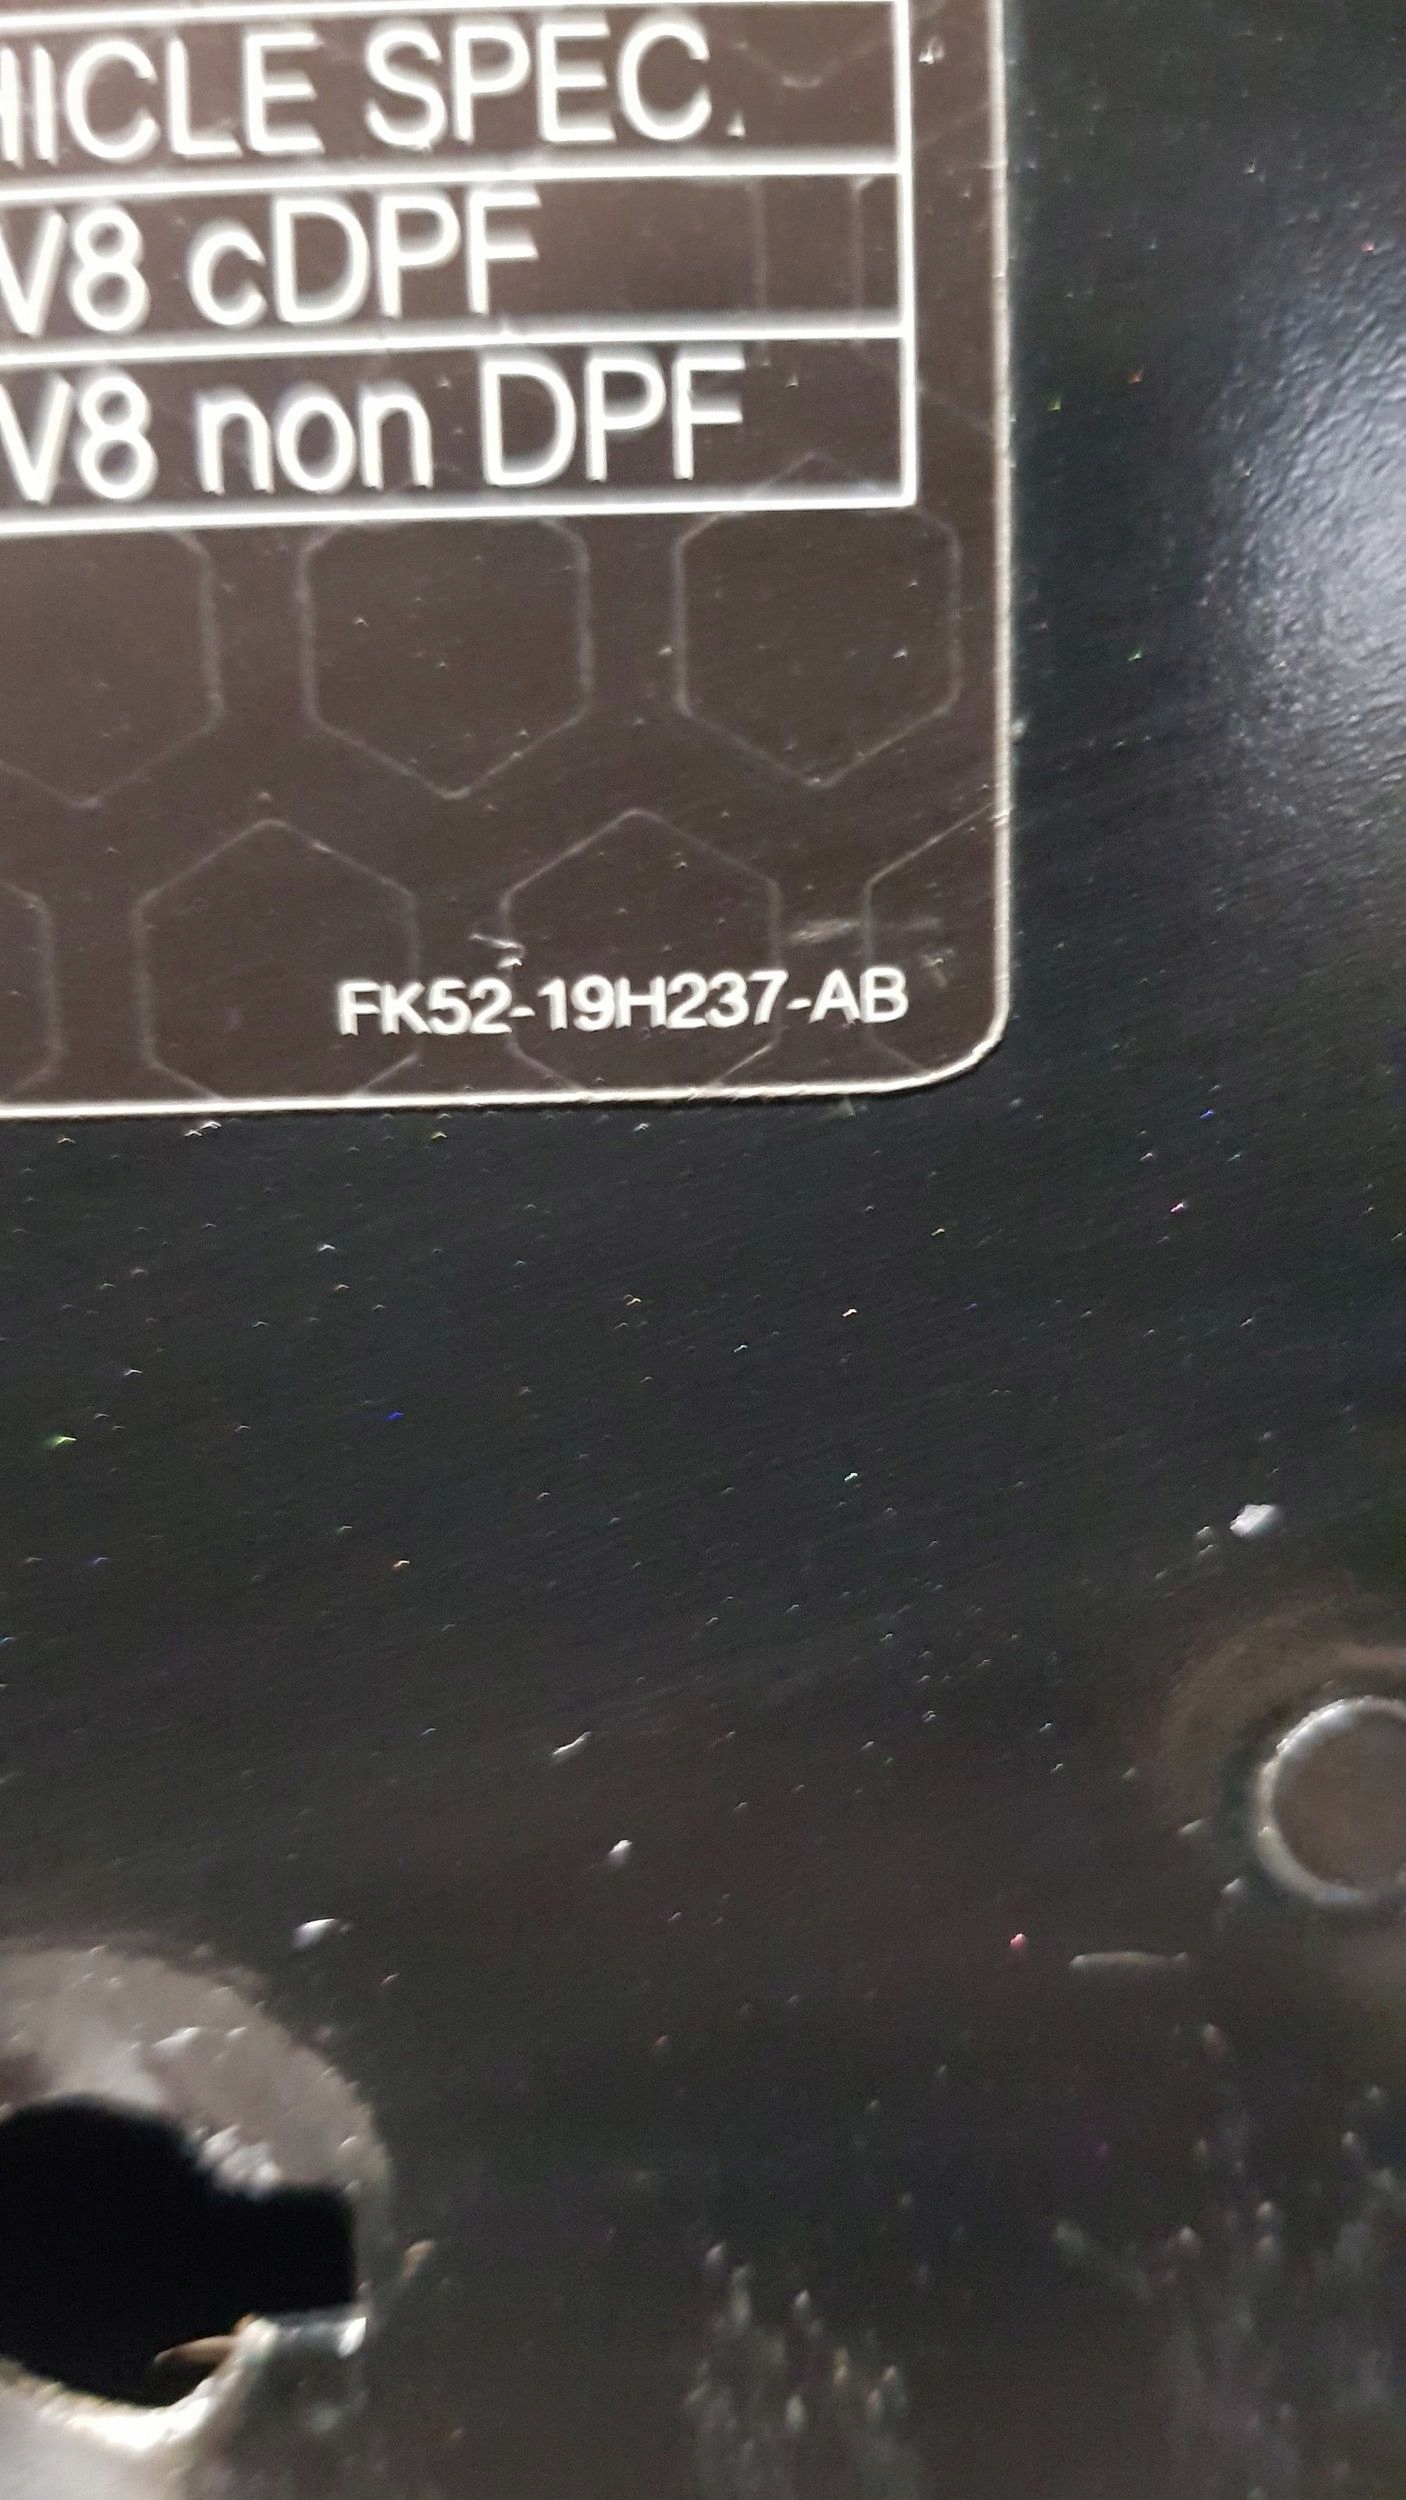 HICLE SPEC.
V8 cDPF
V8 non DPF
FK52-19H237-AB